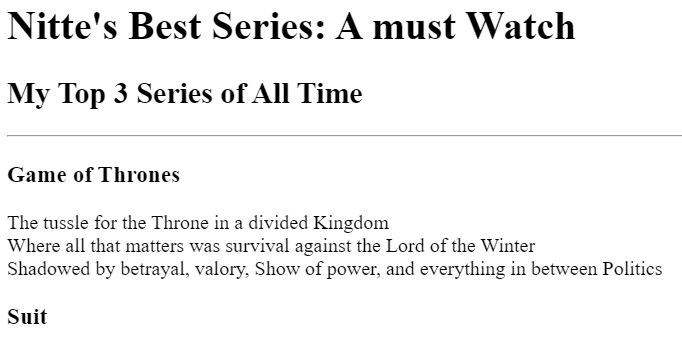 Nitte's Best Series: A must Watch
My Top 3 Series of All Time
Game of Thrones
The tussle for the Throne in a divided Kingdom
Where all that matters was survival against the Lord of the Winter
Shadowed by betrayal, valory, Show of power, and everything in between Politics
Suit